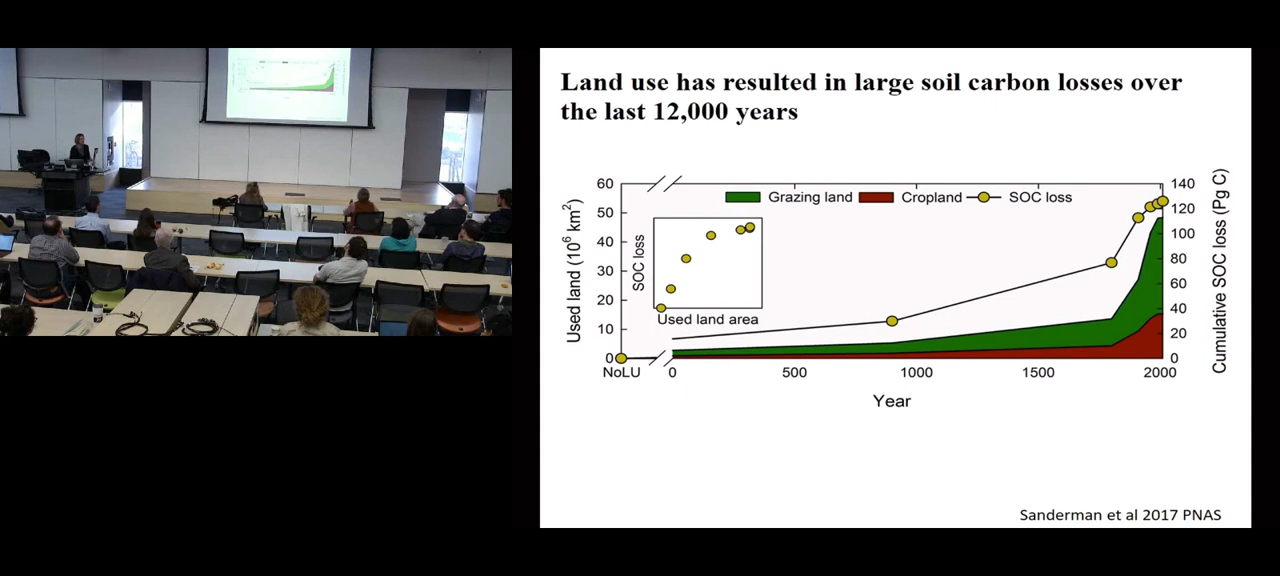 Land use has resulted in large soil carbon losses over
the last 12,000 years
Grazing land Cropland SOC loss
Used land (10⁶ km²)
60
50
40
30
20
10
0
SOC loss
Used land area
140
120
100
80
60
40
20
0
Cumulative SOC loss (Pg C)
NoLU 0 500 1000 1500 2000
Year
Sanderman et al 2017 PNAS